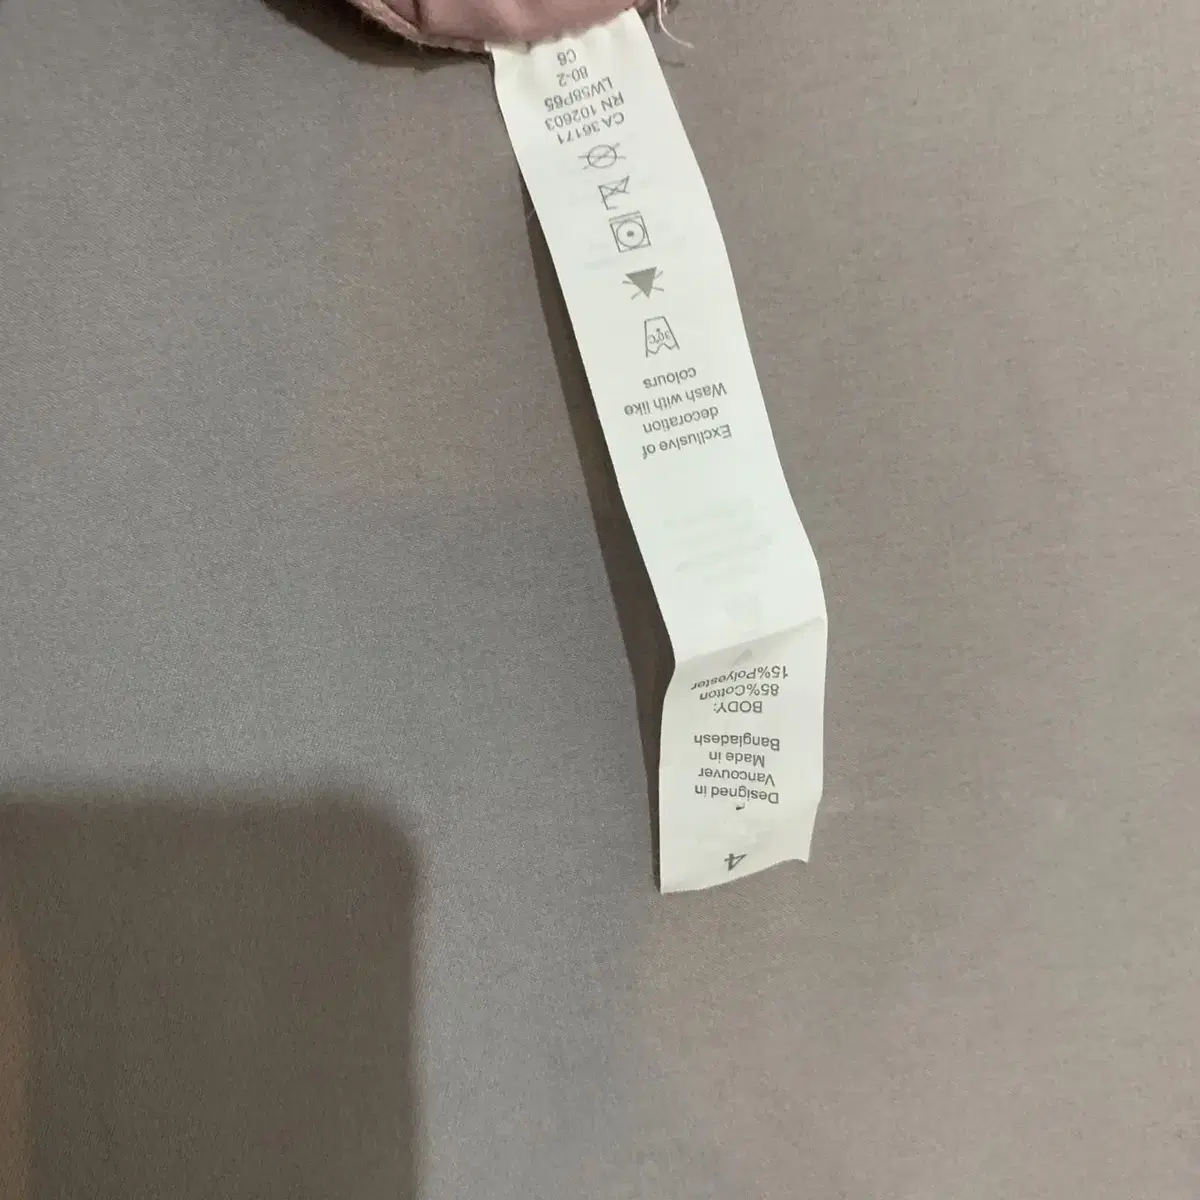 4
Designed in
Vancouver
Made in
Bangladesh
BODY:
85%Cotton
15%Polyester
Exclusive of
decoration
Wash with like
colours
30°C
CA 36171
RN 102603
LW58P65
80-2
C6